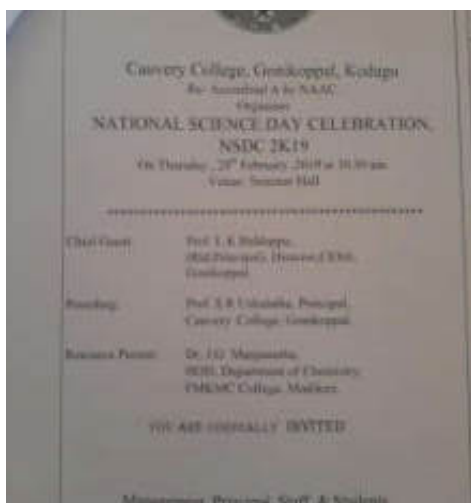 Cauvery College, Gonikoppal, Kodagu
Re- Accredited A by NAAC
Organizes
NATIONAL SCIENCE DAY CELEBRATION,
NSDC 2K19
On Thursday, 28th February, 2019 at 10.30 am
Venue: Seminar Hall
Chief Guest: Prof.
Gonikoppal.
Presiding: Prof. S R Principal,
Cauvery College, Gonikoppal.
Resource Person: Dr. J.G. Manjunatha,
HOD, Department of Chemistry,
FMKMC College, Madikeri.
YOU ARE CORDIALLY INVITED
Management, Principal, Staff & Students